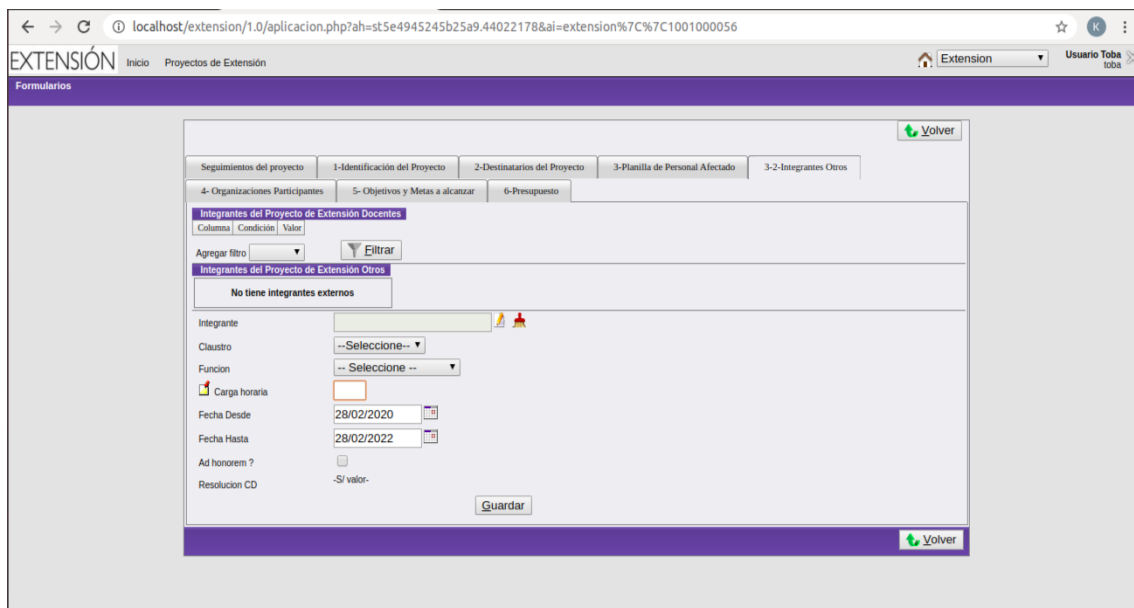 localhost/extension/1.0/aplicacion.php?ah=st5e4945245b25a9.44022178&ai=extension%7C%7C1001000056
K
EXTENSIÓN Inicio Proyectos de Extensión Extension Usuario Toba
toba
Formularios
Volver
Seguimientos del proyecto 1-Identificación del Proyecto 2-Destinatarios del Proyecto 3-Planilla de Personal Afectado 3-2-Integrantes Otros
4- Organizaciones Participantes 5- Objetivos y Metas a alcanzar 6-Presupuesto
Integrantes del Proyecto de Extensión Docentes
Columna Condición Valor
Agregar filtro Filtrar
Integrantes del Proyecto de Extensión Otros
No tiene integrantes externos
Integrante
Claustro --Seleccione--
Funcion -- Seleccione --
Carga horaria
Fecha Desde 28/02/2020
Fecha Hasta 28/02/2022
Ad honorem ?
Resolucion CD -S/ valor-
Guardar
Volver